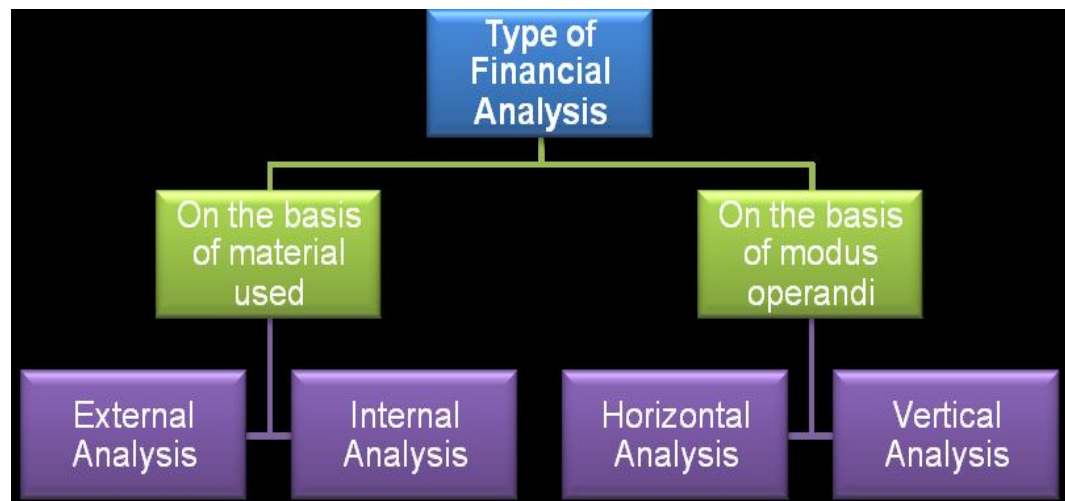 Type of
Financial
Analysis
On the basis
of material
used
On the basis
of modus
operandi
External
Analysis
Internal
Analysis
Horizontal
Analysis
Vertical
Analysis